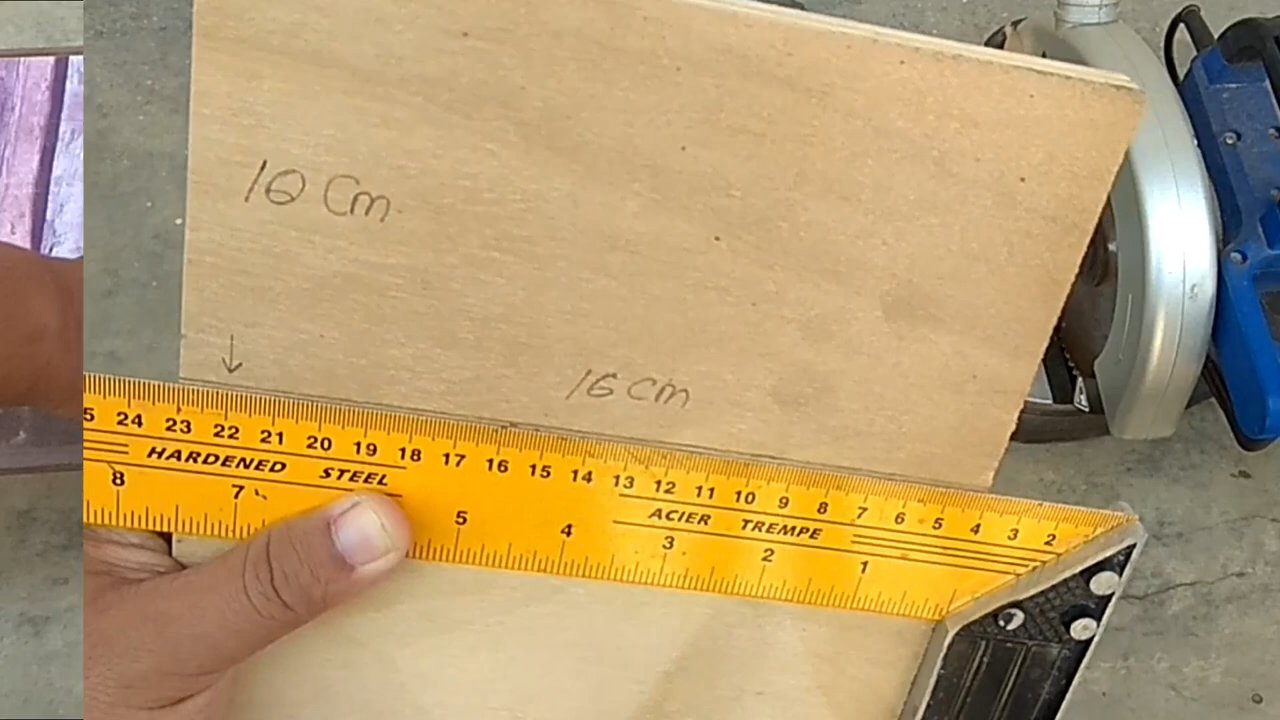 10 Cm
16 cm
5 24 23 22 21 20 19 18 17 16 15 14 13 12 11 10 9 8 7 6 5 4 3 2
HARDENED STEEL ACIER TREMPE
8 7 5 4 3 2 1